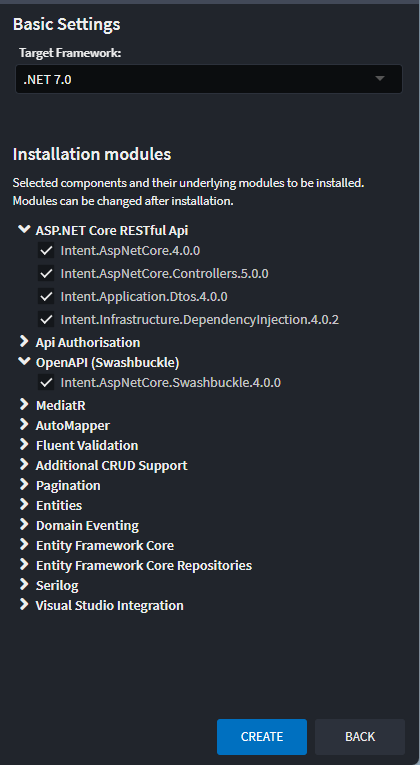 Basic Settings
Target Framework:
.NET 7.0
Installation modules
Selected components and their underlying modules to be installed.
Modules can be changed after installation.
ASP.NET Core RESTful Api
Intent.AspNetCore.4.0.0
Intent.AspNetCore.Controllers.5.0.0
Intent.Application.Dtos.4.0.0
Intent.Infrastructure.DependencyInjection.4.0.2
Api Authorisation
OpenAPI (Swashbuckle)
Intent.AspNetCore.Swashbuckle.4.0.0
MediatR
AutoMapper
Fluent Validation
Additional CRUD Support
Pagination
Entities
Domain Eventing
Entity Framework Core
Entity Framework Core Repositories
Serilog
Visual Studio Integration
CREATE BACK